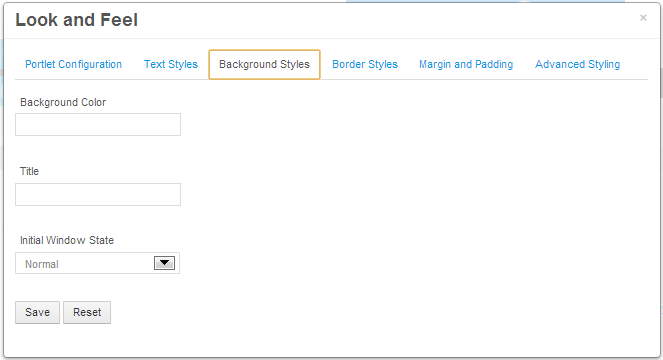 Look and Feel ×
Portlet Configuration Text Styles Background Styles Border Styles Margin and Padding Advanced Styling
Background Color
Title
Initial Window State
Normal
Save Reset